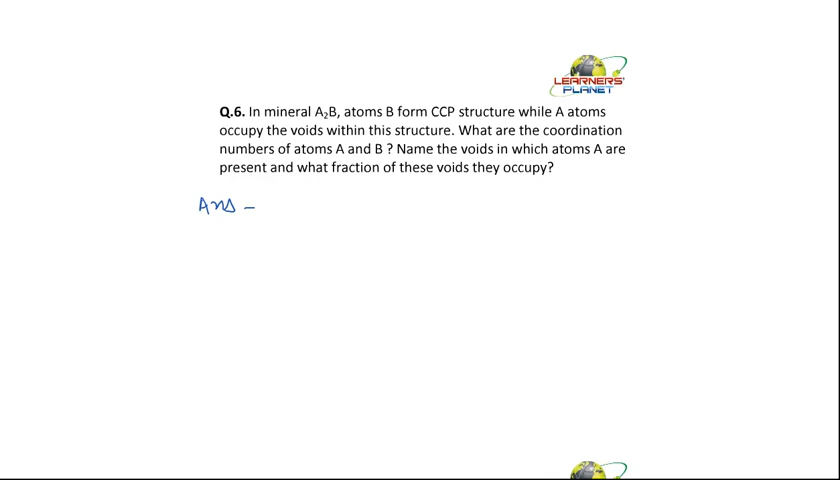 LEARNERS'
PLANET
Q.6. In mineral A₂B, atoms B form CCP structure while A atoms
occupy the voids within this structure. What are the coordination
numbers of atoms A and B ? Name the voids in which atoms A are
present and what fraction of these voids they occupy?
Ans -